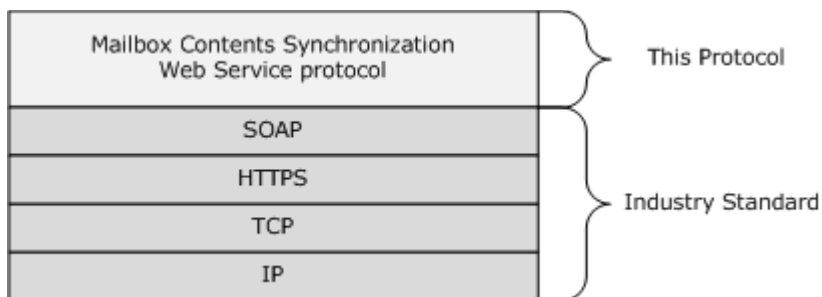 Mailbox Contents Synchronization
Web Service protocol
This Protocol
SOAP
HTTPS
TCP
IP
Industry Standard